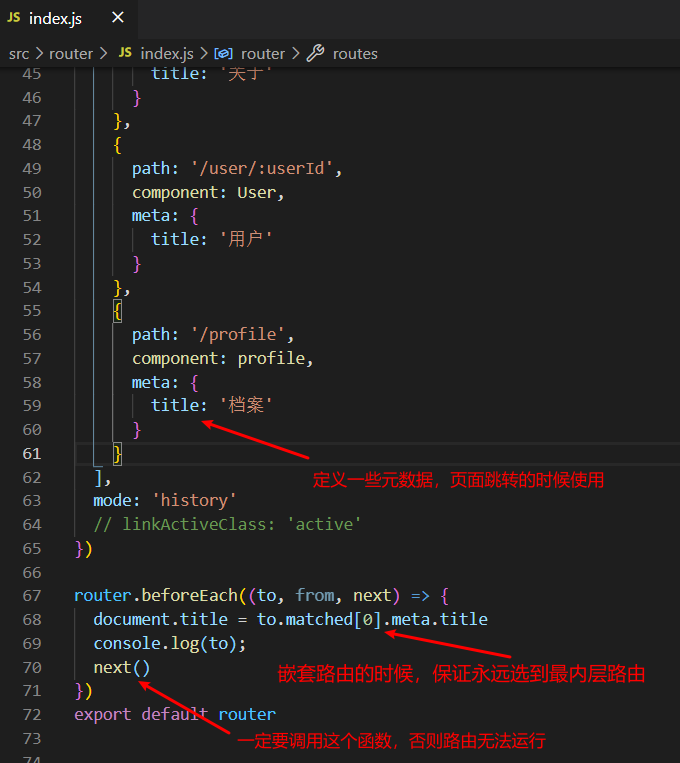 JS index.js ×
src > router > JS index.js > router > routes
45 title: '关于'
46 }
47 },
48 {
49 path: '/user/:userId',
50 component: User,
51 meta: {
52 title: '用户'
53 }
54 },
55 {
56 path: '/profile',
57 component: profile,
58 meta: {
59 title: '档案'
60 }
61 }
定义一些元数据，页面跳转的时候使用
62 ],
63 mode: 'history'
64 // linkActiveClass: 'active'
65 })
66
67 router.beforeEach((to, from, next) => {
68 document.title = to.matched[0].meta.title
69 console.log(to);
嵌套路由的时候，保证永远选到最内层路由
70 next()
71 })
72 export default router
一定要调用这个函数，否则路由无法运行
73
74